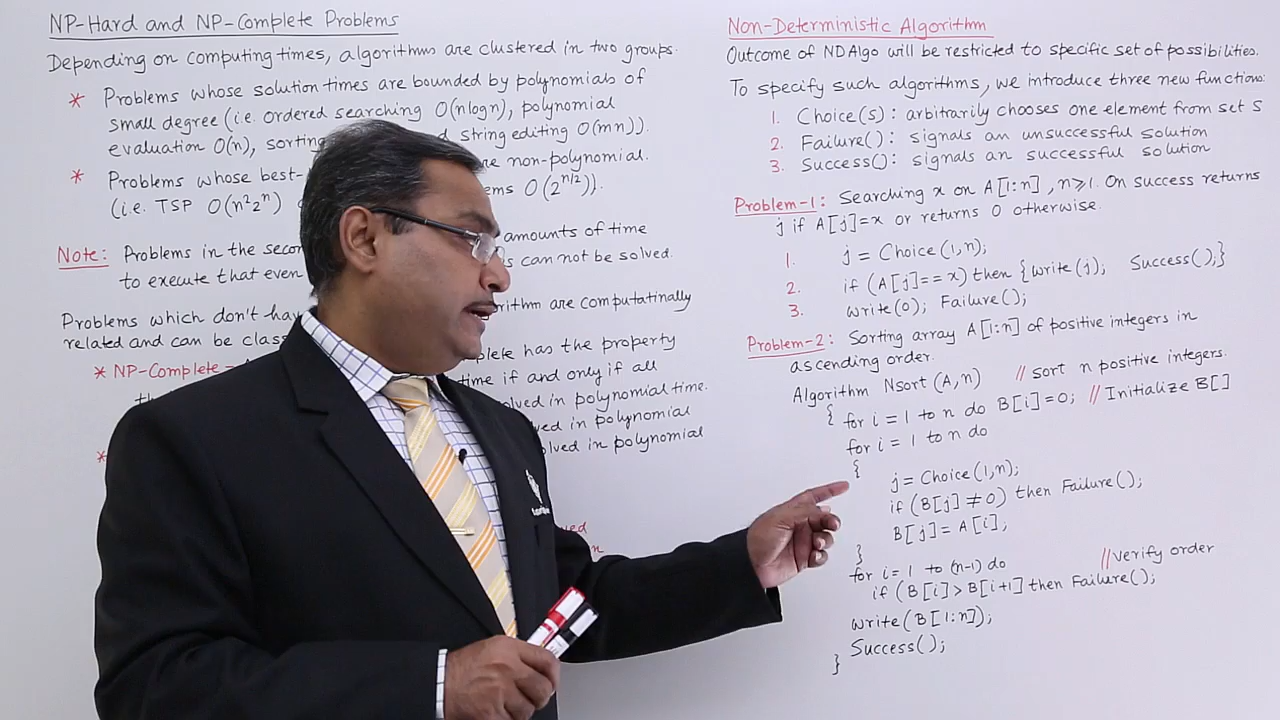 NP-Hard and NP-Complete Problems
Depending on computing times, algorithms are clustered in two groups.
* Problems whose solution times are bounded by polynomials of
small degree (i.e. ordered searching O(nlogn), polynomial
evaluation O(n), sorting string editing O(mn)).
* Problems whose best- are non-polynomial.
(i.e. TSP O(n²2ⁿ) O(2^(n/2))).
Note: Problems in the amounts of time
to execute that even can not be solved.
Problems which don't are computatinally
related and can be
* NP-Complete - has the property
time if and only if all
in polynomial time.
in polynomial
in polynomial
*
Non-Deterministic Algorithm
Outcome of NDAlgo will be restricted to specific set of possibilities.
To specify such algorithms, we introduce three new function:
1. Choice(S): arbitrarily chooses one element from set S
2. Failure(): signals an unsuccessful solution
3. Success(): signals an successful solution
Problem-1: Searching x on A[1:n], n≥1. On success returns
j if A[j]=x or returns 0 otherwise.
1. j = Choice(1,n);
2. if (A[j]==x) then {write(j); Success();}
3. write(0); Failure();
Problem-2: Sorting array A[1:n] of positive integers in
ascending order.
Algorithm Nsort (A,n) // sort n positive integers.
{ for i = 1 to n do B[i]=0; // Initialize B[]
for i = 1 to n do
{ j = Choice(1,n);
if (B[j] ≠ 0) then Failure();
B[j] = A[i];
}
for i = 1 to (n-1) do // verify order
if (B[i] > B[i+1] then Failure();
write(B[1:n]);
Success();
}